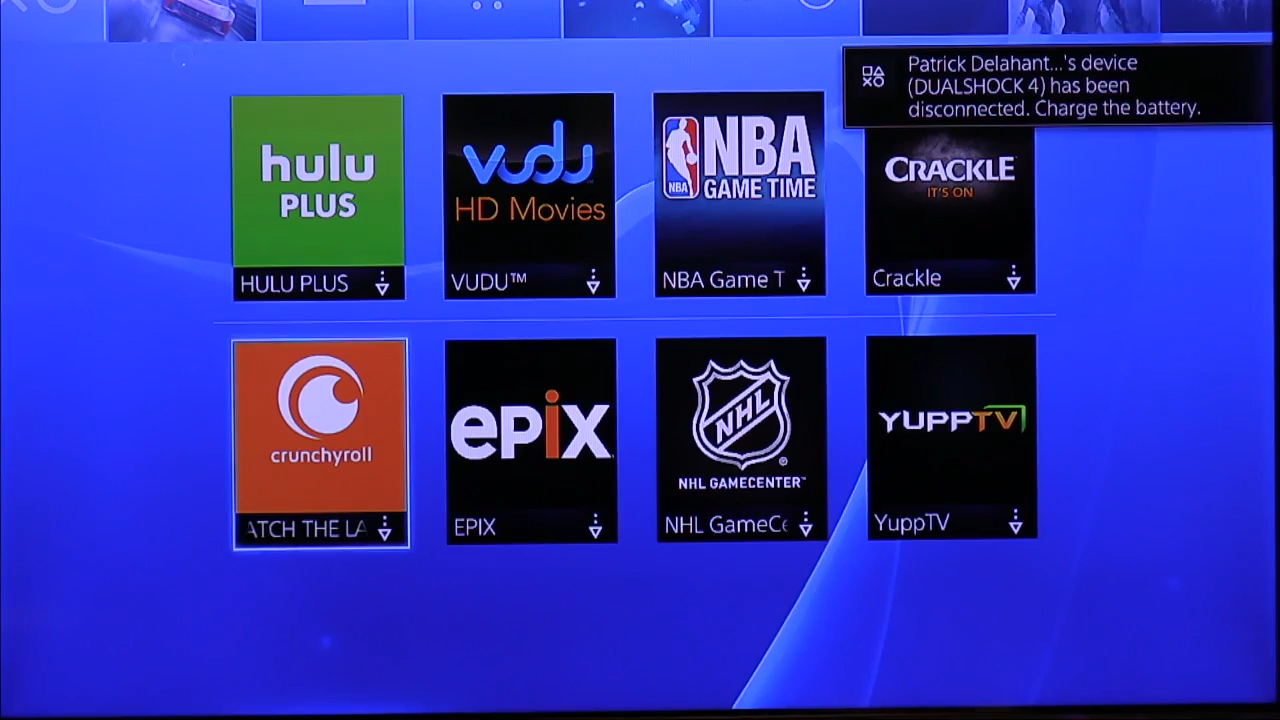 Patrick Delahant...'s device
(DUALSHOCK 4) has been
disconnected. Charge the battery.
hulu
PLUS
HULU PLUS
vudu
HD Movies
VUDU™
NBA
NBA
GAME TIME
NBA Game T
CRACKLE
IT'S ON
Crackle
crunchyroll
ATCH THE LA
EPIX
EPIX
NHL
NHL GAMECENTER™
NHL GameCe
YUPPTV
YuppTV